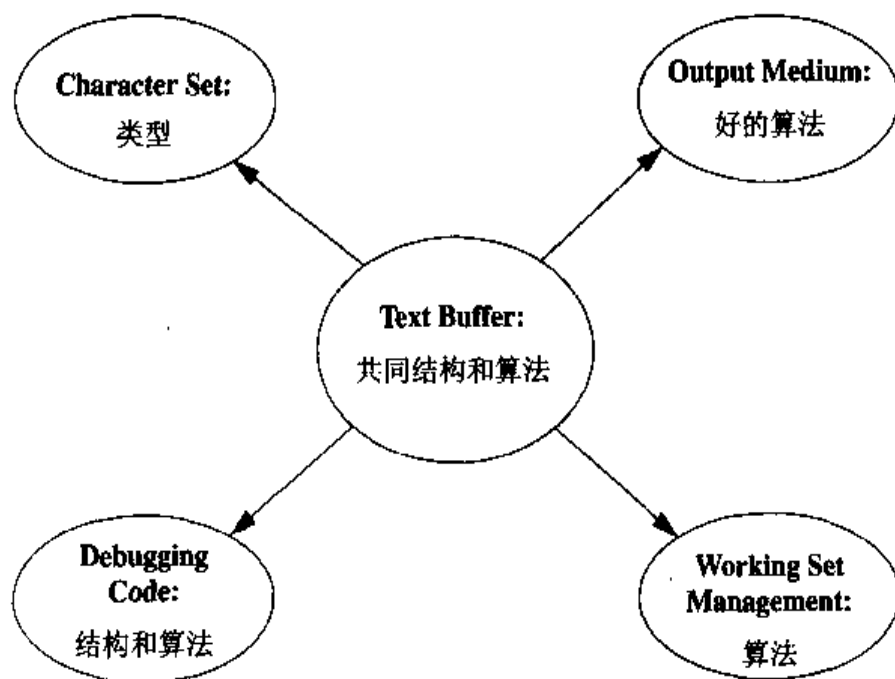 Character Set:
类型
Output Medium:
好的算法
Text Buffer:
共同结构和算法
Debugging
Code:
结构和算法
Working Set
Management:
算法